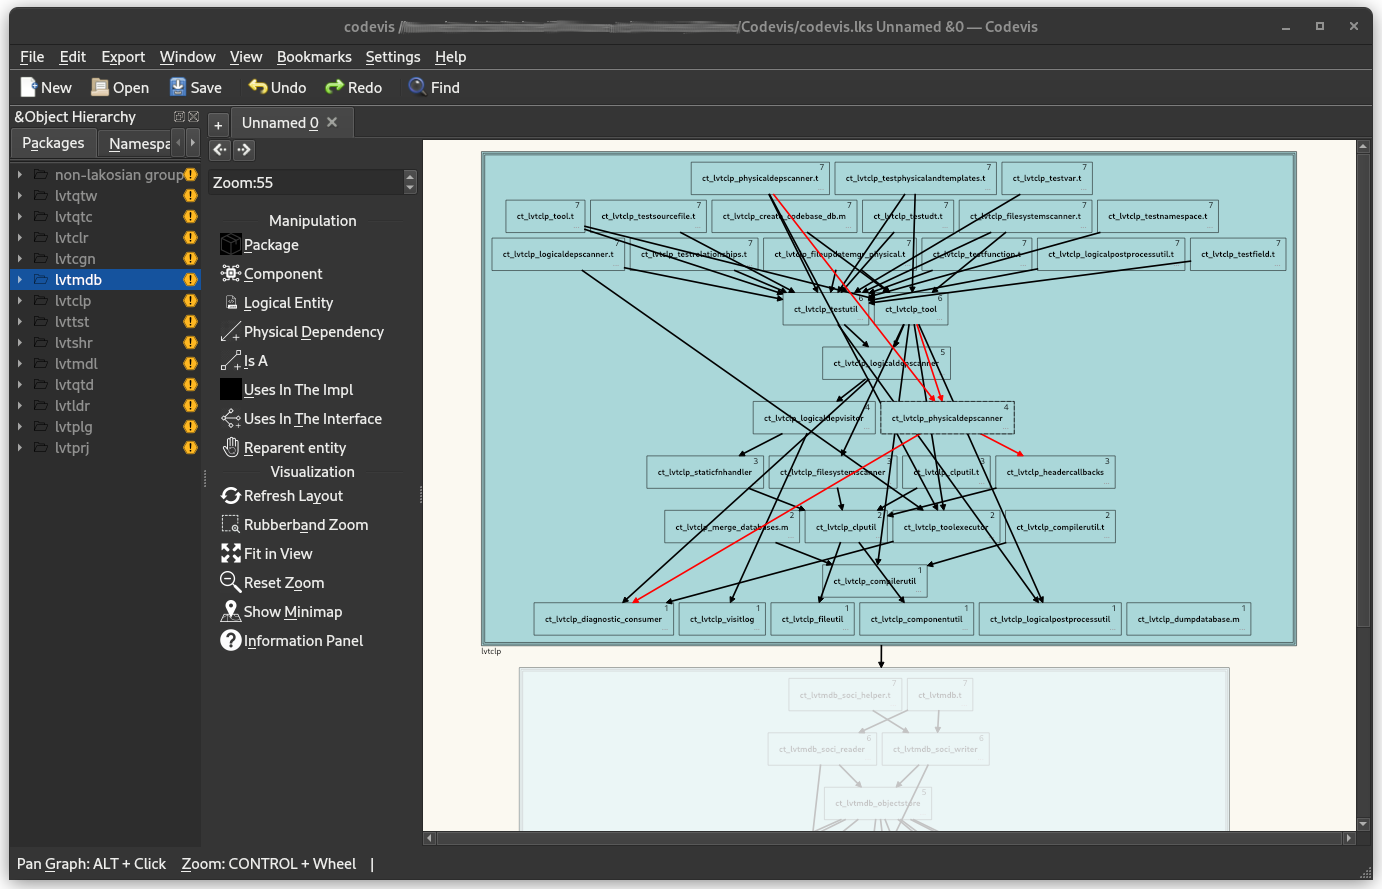 codevis /
/Codevis/codevis.lks Unnamed &0 — Codevis
File Edit Export Window View Bookmarks Settings Help
New Open Save Undo Redo Find
&Object Hierarchy
Packages Namespa
+ Unnamed 0
non-lakosian group
lvtqtw
lvtqtc
lvtclr
lvtcgn
lvtmdb
lvtclp
lvttst
lvtshr
lvtmdl
lvtqtd
lvtldr
lvtplg
lvtprj
Zoom:55
Manipulation
Package
Component
Logical Entity
Physical Dependency
Is A
Uses In The Impl
Uses In The Interface
Reparent entity
Visualization
Refresh Layout
Rubberband Zoom
Fit in View
Reset Zoom
Show Minimap
Information Panel
7 7 7
ct_lvtclp_physicaldepscanner.t ct_lvtclp_testphysicalandtemplates.t ct_lvtclp_testvar.t
7 7 7 7 7 7
ct_lvtclp_tool.t ct_lvtclp_testsourcefile.t ct_lvtclp_create_codebase_db.m ct_lvtclp_testudt.t ct_lvtclp_filesystemscanner.t ct_lvtclp_testnamespace.t
7 7 7 7 7 7
ct_lvtclp_logicaldepscanner.t ct_lvtclp_testrelationships.t ct_lvtclp_fileupdatemgr_physical.t ct_lvtclp_testfunction.t ct_lvtclp_logicalpostprocessutil.t ct_lvtclp_testfield.t
6 6
ct_lvtclp_testutil ct_lvtclp_tool
5
ct_lvtclp_logicaldepscanner
4 4
ct_lvtclp_logicaldepvisitor ct_lvtclp_physicaldepscanner
3 3 3 3
ct_lvtclp_staticfnhandler ct_lvtclp_filesystemscanner ct_lvtclp_clputil.t ct_lvtclp_headercallbacks
2 2 2 2
ct_lvtclp_merge_databases.m ct_lvtclp_clputil ct_lvtclp_toolexecutor ct_lvtclp_compilerutil.t
1
ct_lvtclp_compilerutil
1 1 1 1 1 1
ct_lvtclp_diagnostic_consumer ct_lvtclp_visitlog ct_lvtclp_fileutil ct_lvtclp_componentutil ct_lvtclp_logicalpostprocessutil ct_lvtclp_dumpdatabase.m
lvtclp
7 7
ct_lvtmdb_soci_helper.t ct_lvtmdb.t
6 6
ct_lvtmdb_soci_reader ct_lvtmdb_soci_writer
5
ct_lvtmdb_objectstore
Pan Graph: ALT + Click Zoom: CONTROL + Wheel |